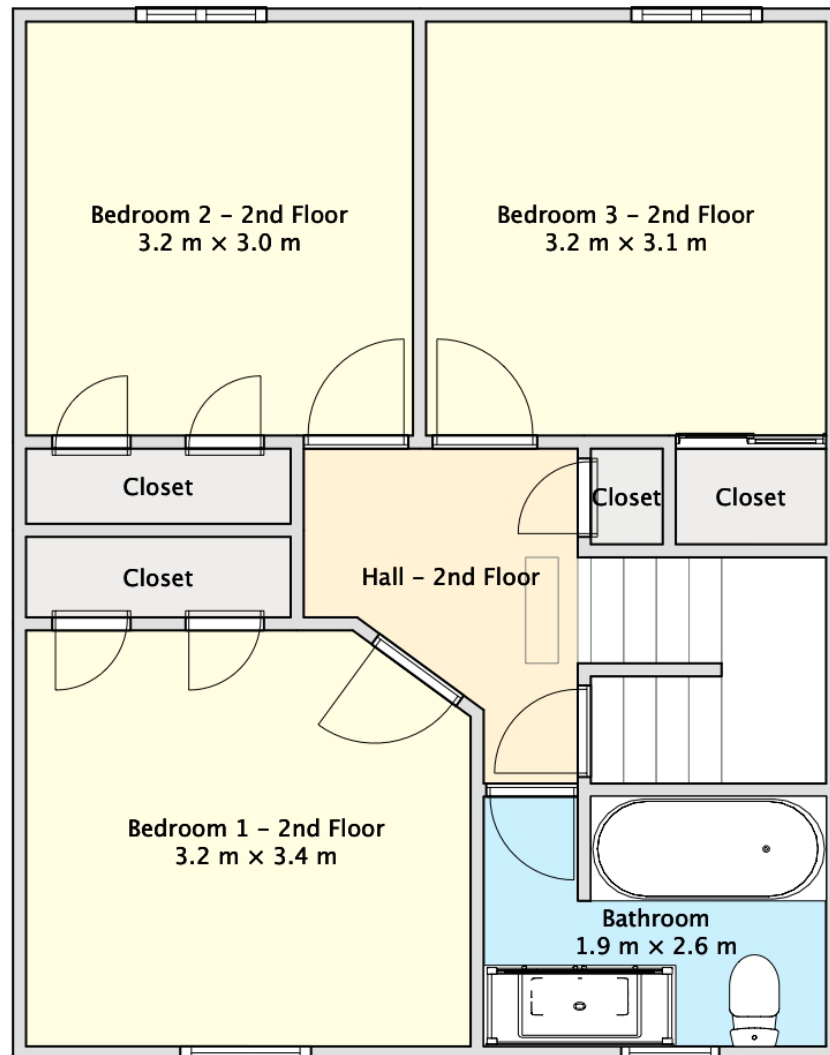 Bedroom 2 – 2nd Floor
3.2 m × 3.0 m
Bedroom 3 – 2nd Floor
3.2 m × 3.1 m
Closet
Closet
Closet
Closet
Hall – 2nd Floor
Bedroom 1 – 2nd Floor
3.2 m × 3.4 m
Bathroom
1.9 m × 2.6 m